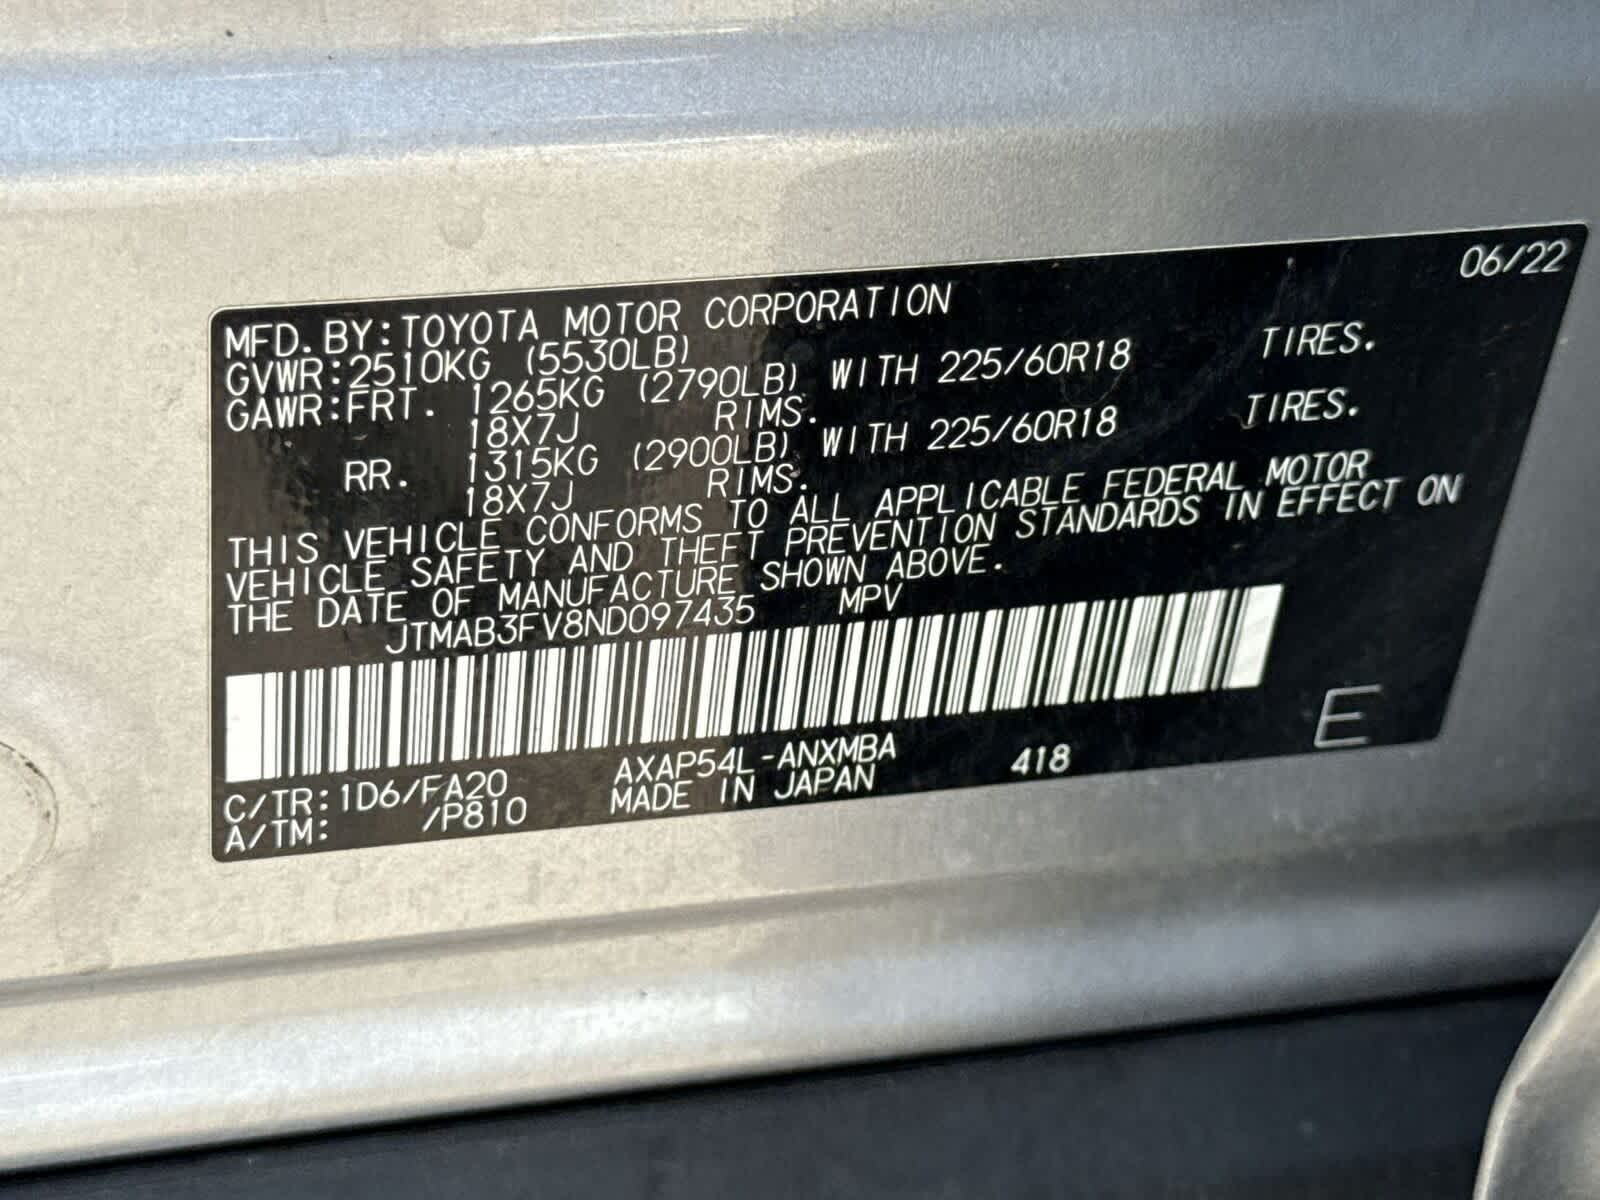 06/22
MFD. BY: TOYOTA MOTOR CORPORATION
GVWR: 2510KG (5530LB)
GAWR: FRT. 1265KG (2790LB) WITH 225/60R18 TIRES.
18X7J RIMS.
RR. 1315KG (2900LB) WITH 225/60R18 TIRES.
18X7J RIMS.
THIS VEHICLE CONFORMS TO ALL APPLICABLE FEDERAL MOTOR
VEHICLE SAFETY AND THEFT PREVENTION STANDARDS IN EFFECT ON
THE DATE OF MANUFACTURE SHOWN ABOVE.
JTMAB3FV8ND097435 MPV
C/TR: 1D6/FA20 AXAP54L-ANXMBA 418 E
A/TM: /P810 MADE IN JAPAN